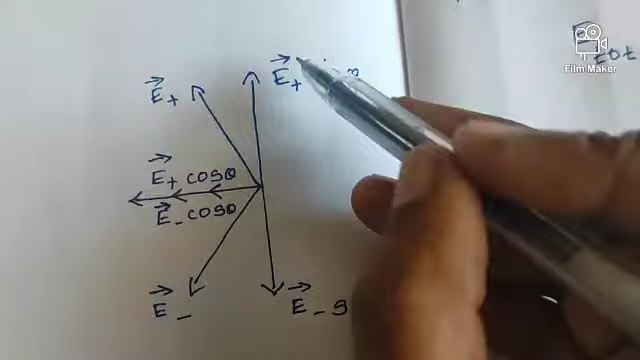 E⃗₊
E⃗₊
E⃗₊ cosθ
E⃗₋ cosθ
E⃗₋
E⃗₋ s
Film Maker